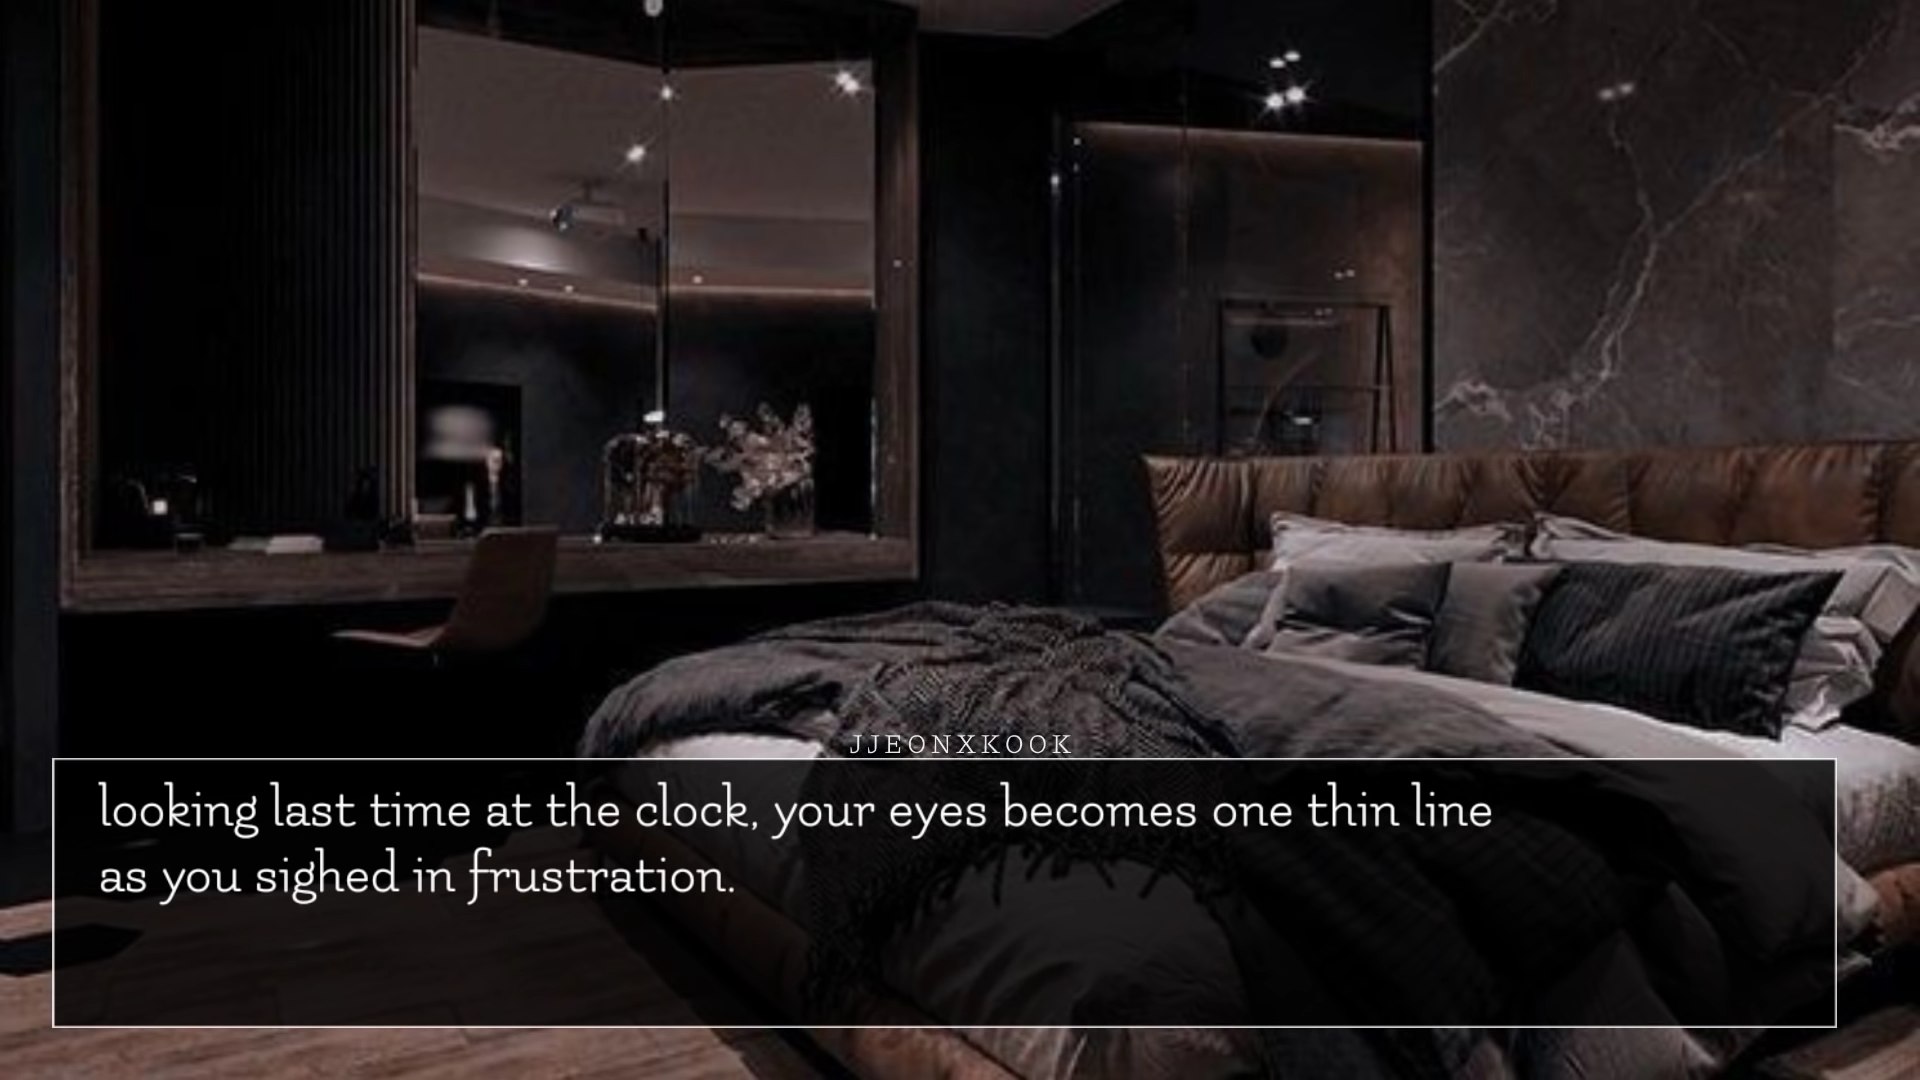 JJEONXKOOK
looking last time at the clock, your eyes becomes one thin line
as you sighed in frustration.